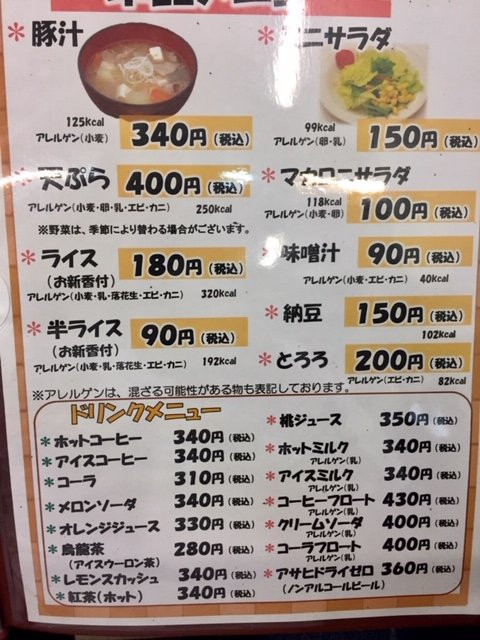 *豚汁
125kcal
アレルゲン(小麦)
340円(税込)
ニサラダ
99kcal
アレルゲン(卵・乳)
150円(税込)
*天ぷら
400円(税込)
アレルゲン(小麦・卵・乳・エビ・カニ)
250kcal
※野菜は、季節により替わる場合がございます。
*マカロニサラダ
118kcal
アレルゲン(小麦・卵)
100円(税込)
*ライス
(お新香付)
180円(税込)
アレルゲン(小麦・乳・落花生・エビ・カニ)
320kcal
*味噌汁
90円(税込)
アレルゲン(小麦・エビ・カニ)
40kcal
*半ライス
(お新香付)
90円(税込)
アレルゲン(小麦・乳・落花生・エビ・カニ)
192kcal
*納豆
150円(税込)
102kcal
*とろろ
200円(税込)
アレルゲン(エビ・カニ)
82kcal
※アレルゲンは、混ざる可能性がある物も表記しております。
ドリンクメニュー
*ホットコーヒー 340円(税込)
*アイスコーヒー 340円(税込)
*コーラ 310円(税込)
*メロンソーダ 340円(税込)
*オレンジジュース 330円(税込)
*烏龍茶 280円(税込)
(アイスウーロン茶)
*レモンスカッシュ 340円(税込)
*紅茶(ホット) 340円(税込)
*桃ジュース 350円(税込)
*ホットミルク 340円(税込)
アレルゲン(乳)
*アイスミルク 340円(税込)
アレルゲン(乳)
*コーヒーフロート 430円(税込)
アレルゲン(乳)
*クリームソーダ 400円(税込)
アレルゲン(乳)
*コーラフロート 400円(税込)
アレルゲン(乳)
*アサヒドライゼロ 360円(税込)
(ノンアルコールビール)